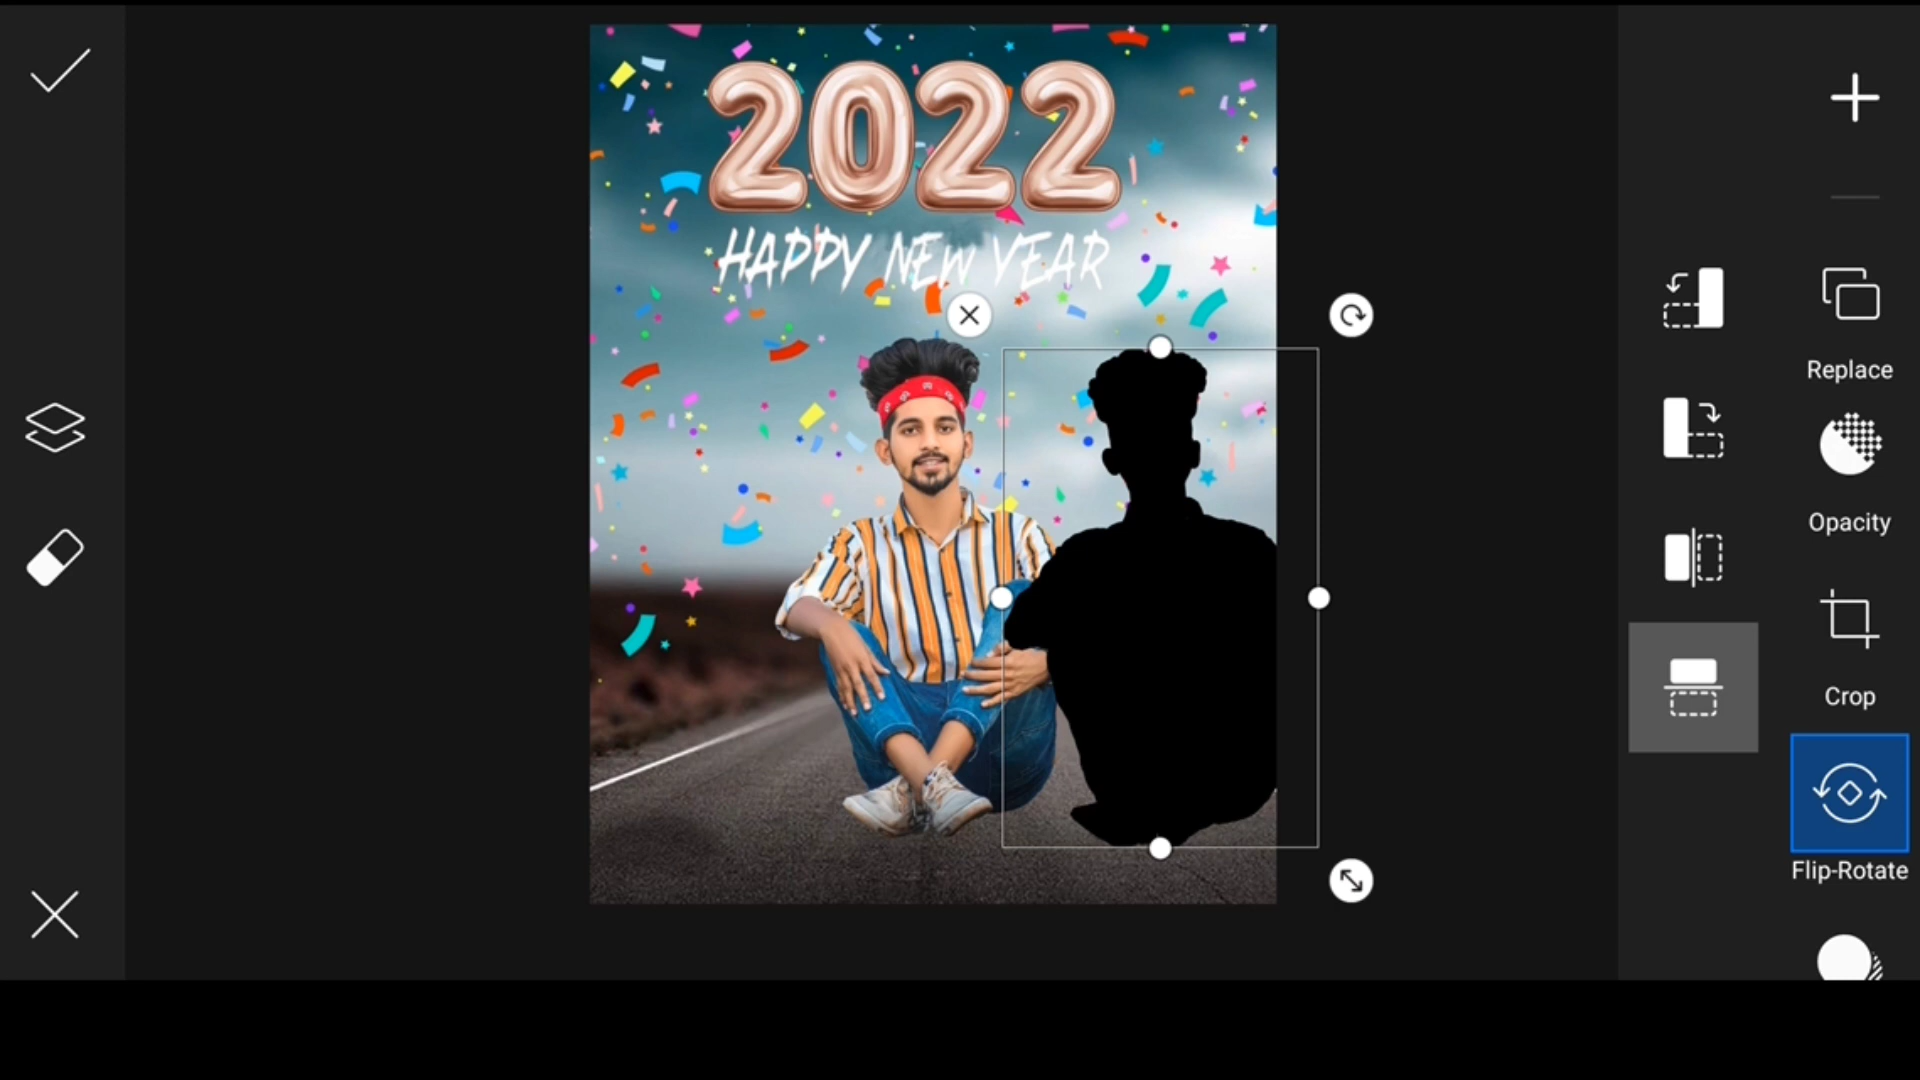 2022
HAPPY NEW YEAR
Replace
Opacity
Crop
Flip-Rotate